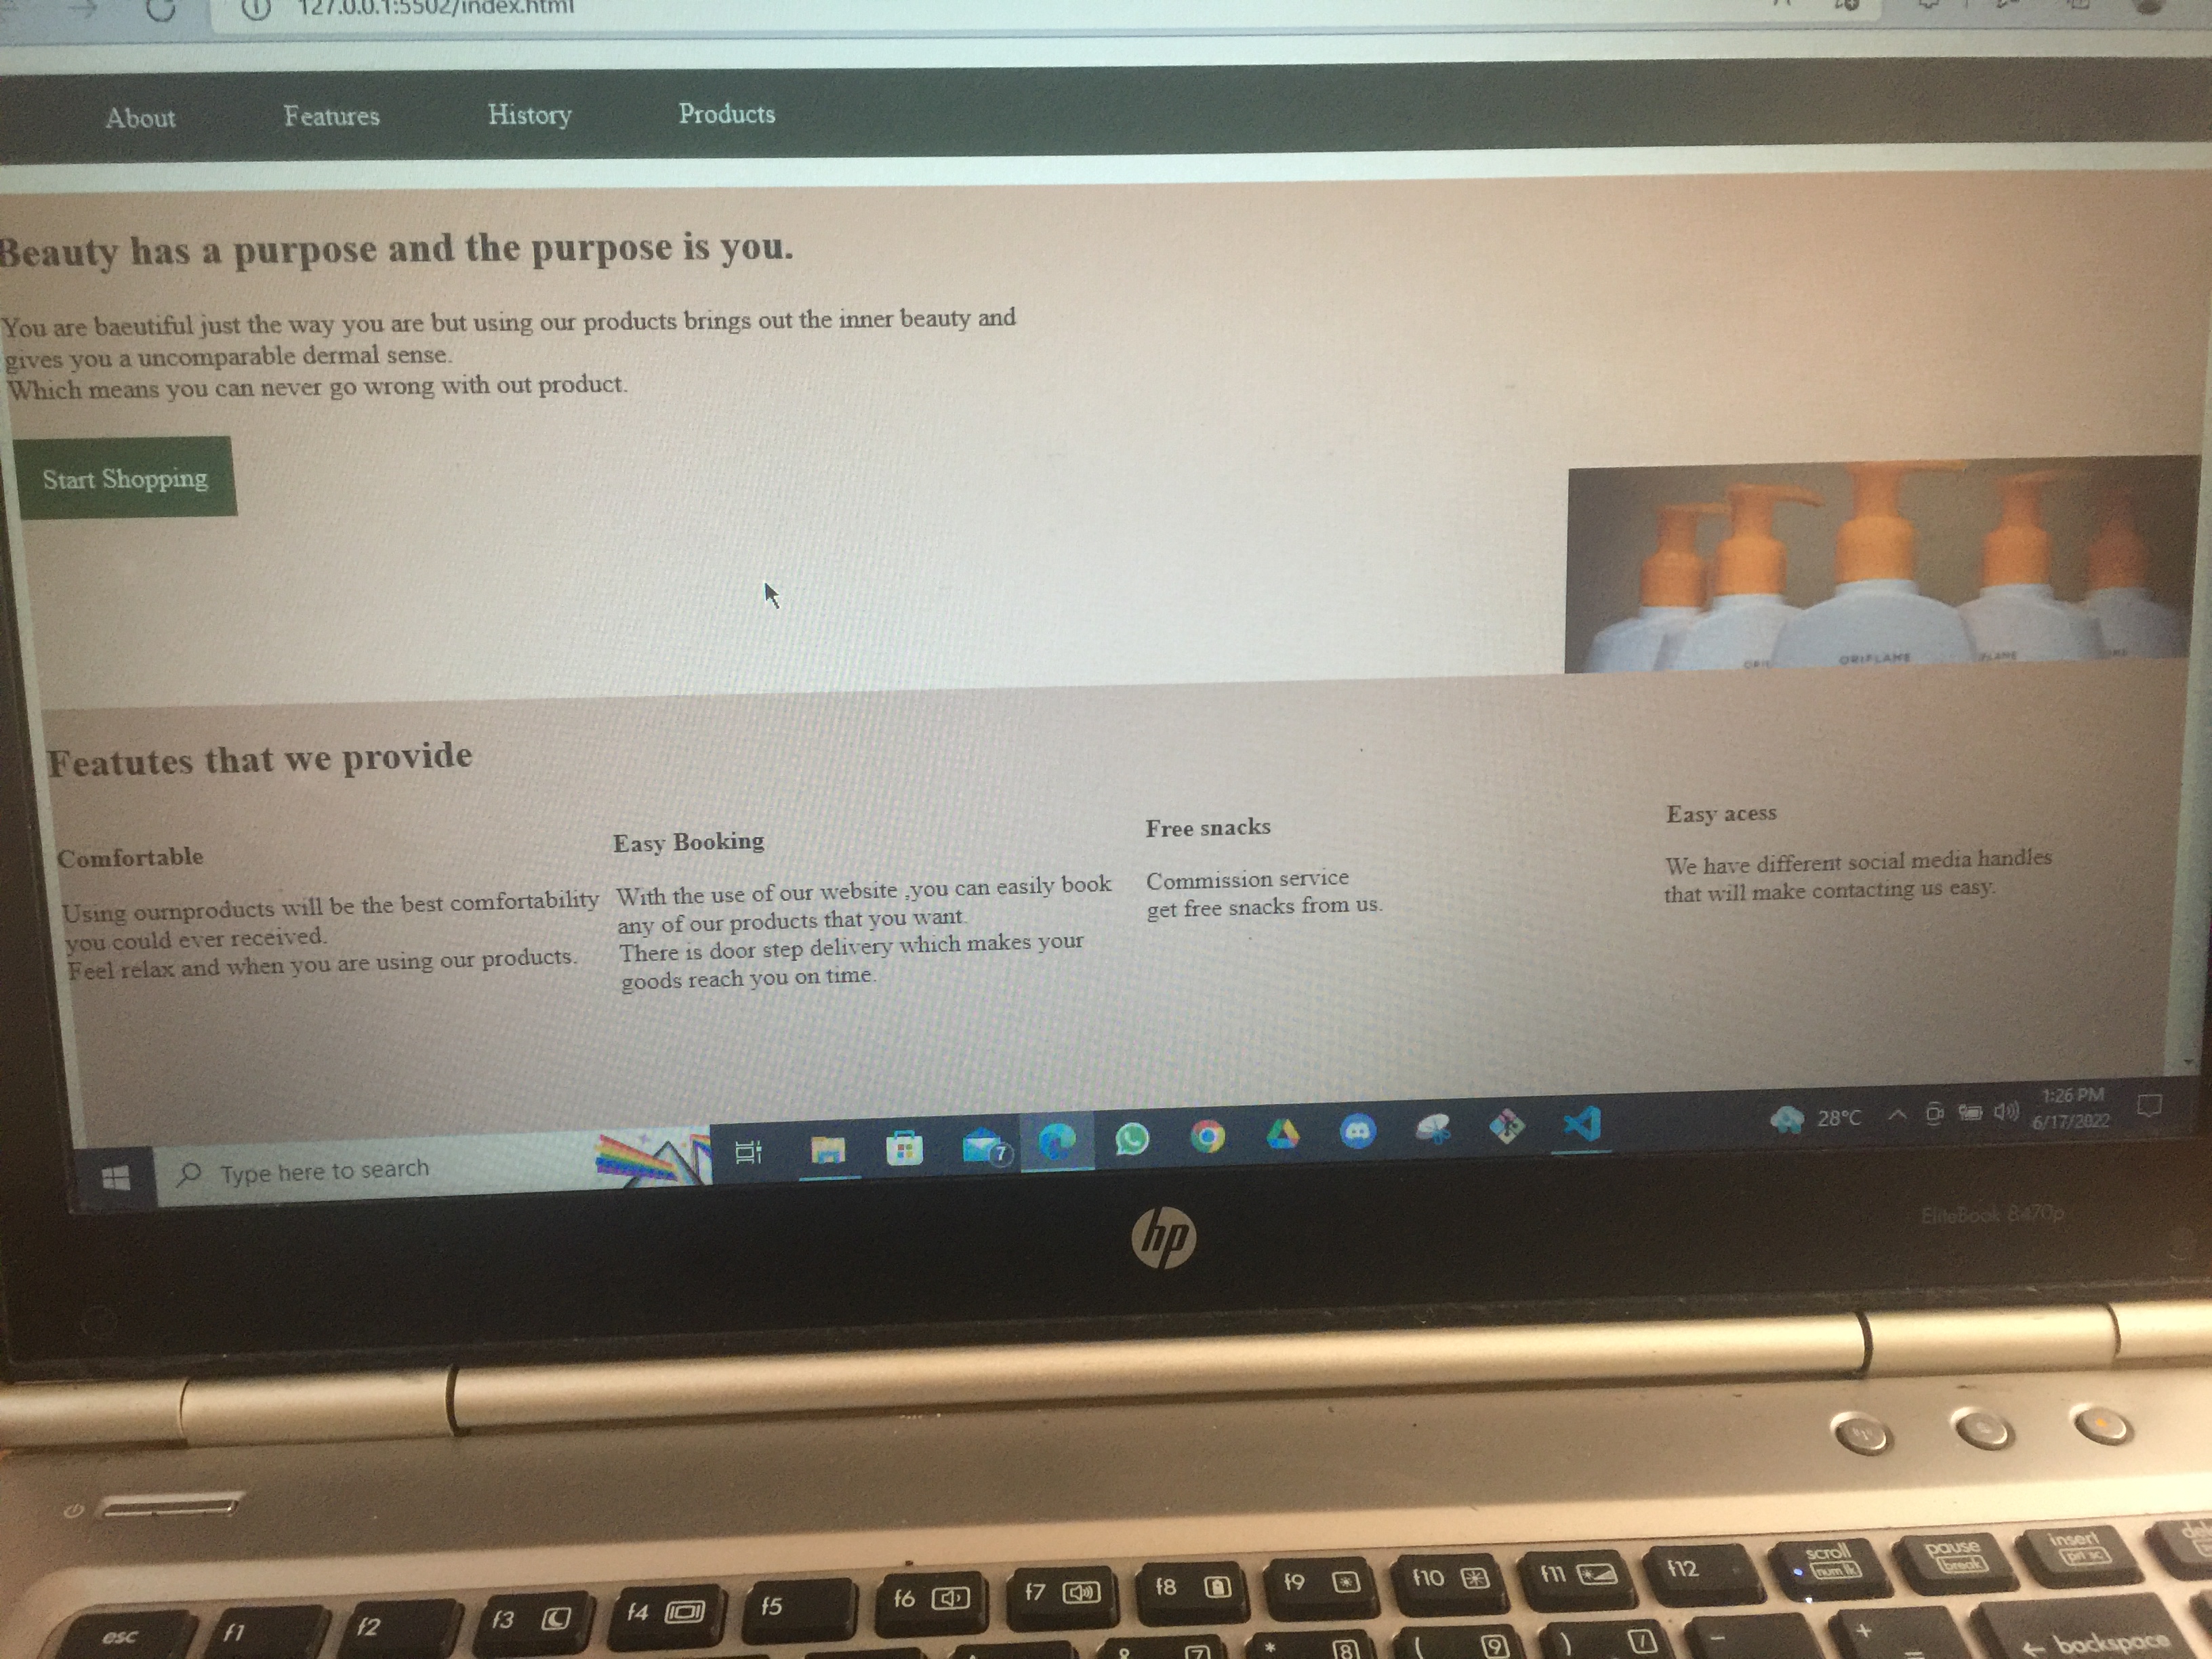 127.0.0.1:5502/index.html
About Features History Products
Beauty has a purpose and the purpose is you.
You are baeutiful just the way you are but using our products brings out the inner beauty and
gives you a uncomparable dermal sense.
Which means you can never go wrong with out product.
Start Shopping
ORIFLAME
Featutes that we provide
Comfortable
Using ournproducts will be the best comfortability
you could ever received.
Feel relax and when you are using our products.
Easy Booking
With the use of our website ,you can easily book
any of our products that you want.
There is door step delivery which makes your
goods reach you on time.
Free snacks
Commission service
get free snacks from us.
Easy acess
We have different social media handles
that will make contacting us easy.
Type here to search
7
28°C
1:26 PM
6/17/2022
hp
EliteBook 8470p
esc f1 f2 f3 f4 f5 f6 f7 f8 f9 f10 f11 f12
scroll
num lk
pause
break
insert
prt sc
& 7 * 8 ( 9 ) / - + =
← backspace